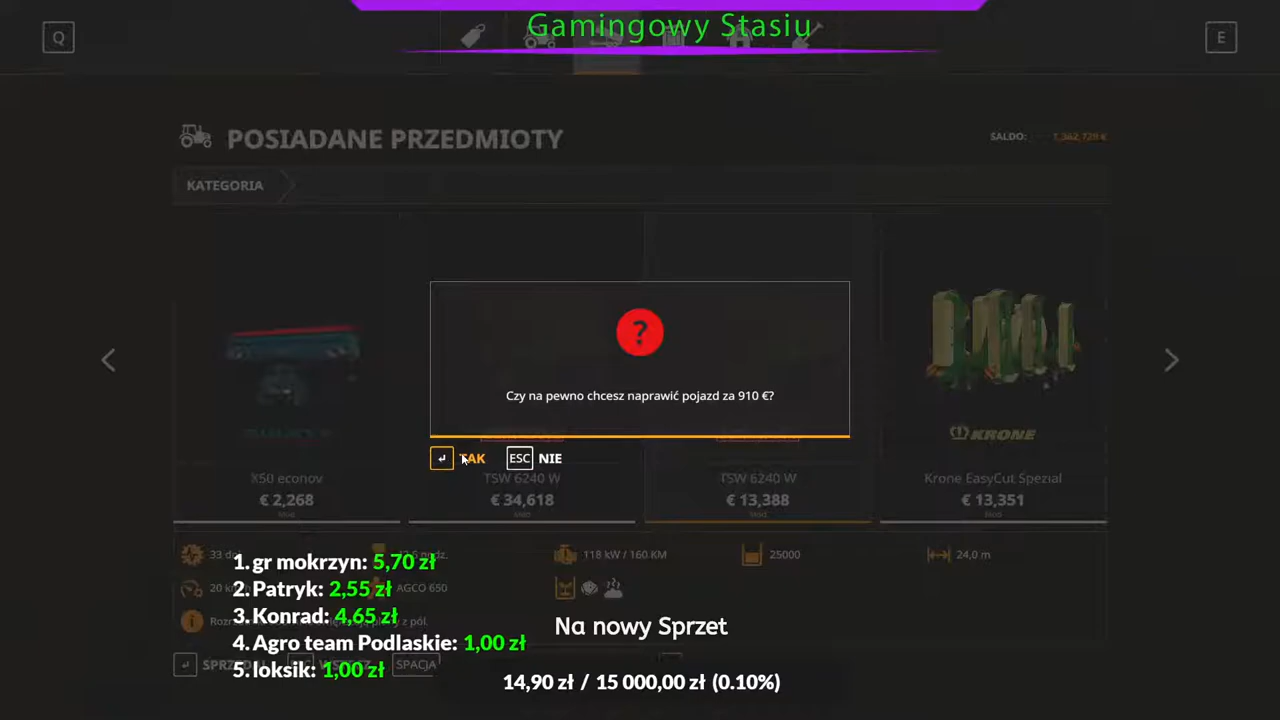 Gamingowy Stasiu
Q
E
POSIADANE PRZEDMIOTY
SALDO:
KATEGORIA
Czy na pewno chcesz naprawić pojazd za 910 €?
TAK
ESC NIE
KRONE
X50 econov
€ 2,268
TSW 6240 W
€ 34,618
TSW 6240 W
€ 13,388
Krone EasyCut Spezial
€ 13,351
118 kW / 160 KM
25000
24,0 m
AGCO 650
1. gr mokrzyn: 5,70 zł
2. Patryk: 2,55 zł
3. Konrad: 4,65 zł
4. Agro team Podlaskie: 1,00 zł
5. loksik: 1,00 zł
SPACJA
Na nowy Sprzet
14,90 zł / 15 000,00 zł (0.10%)